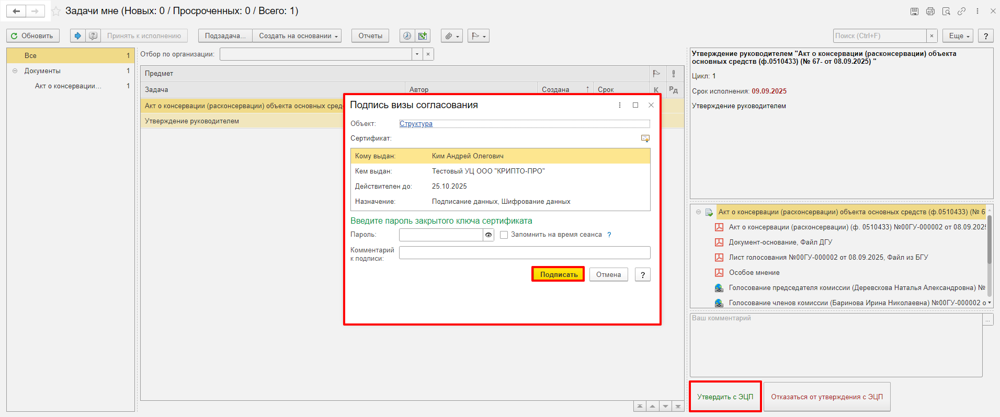 Задачи мне (Новых: 0 / Просроченных: 0 / Всего: 1)
Обновить
Принять к исполнению
Подзадача...
Создать на основании
Отчеты
Поиск (Ctrl+F)
×
Еще
?
Все 1
Документы 1
Акт о консервации... 1
Отбор по организации:
Предмет
Задача Автор Создана ↑ Срок К Рд
Акт о консервации (расконсервации) объекта основных сред
Утверждение руководителем
Подпись визы согласования
Объект: Структура
Сертификат:
Кому выдан: Ким Андрей Олегович
Кем выдан: Тестовый УЦ ООО "КРИПТО-ПРО"
Действителен до: 25.10.2025
Назначение: Подписание данных, Шифрование данных
Введите пароль закрытого ключа сертификата
Пароль:
Запомнить на время сеанса ?
Комментарий
к подписи:
Подписать
Отмена
?
Утверждение руководителем "Акт о консервации (расконсервации) объекта
основных средств (ф.0510433) (№ 67- от 08.09.2025) "
Цикл: 1
Срок исполнения: 09.09.2025
Утверждение руководителем
Акт о консервации (расконсервации) объекта основных средств (ф.0510433) (№ 6
Акт о консервации (расконсервации) (ф. 0510433) №00ГУ-000002 от 08.09.2025
Документ-основание, Файл ДГУ
Лист голосования №00ГУ-000002 от 08.09.2025, Файл из БГУ
Особое мнение
Голосование председателя комиссии (Деревскова Наталья Александровна) №
Голосование членов комиссии (Баринова Ирина Николаевна) №00ГУ-000002 о
Ваш комментарий
...
Утвердить с ЭЦП
Отказаться от утверждения с ЭЦП